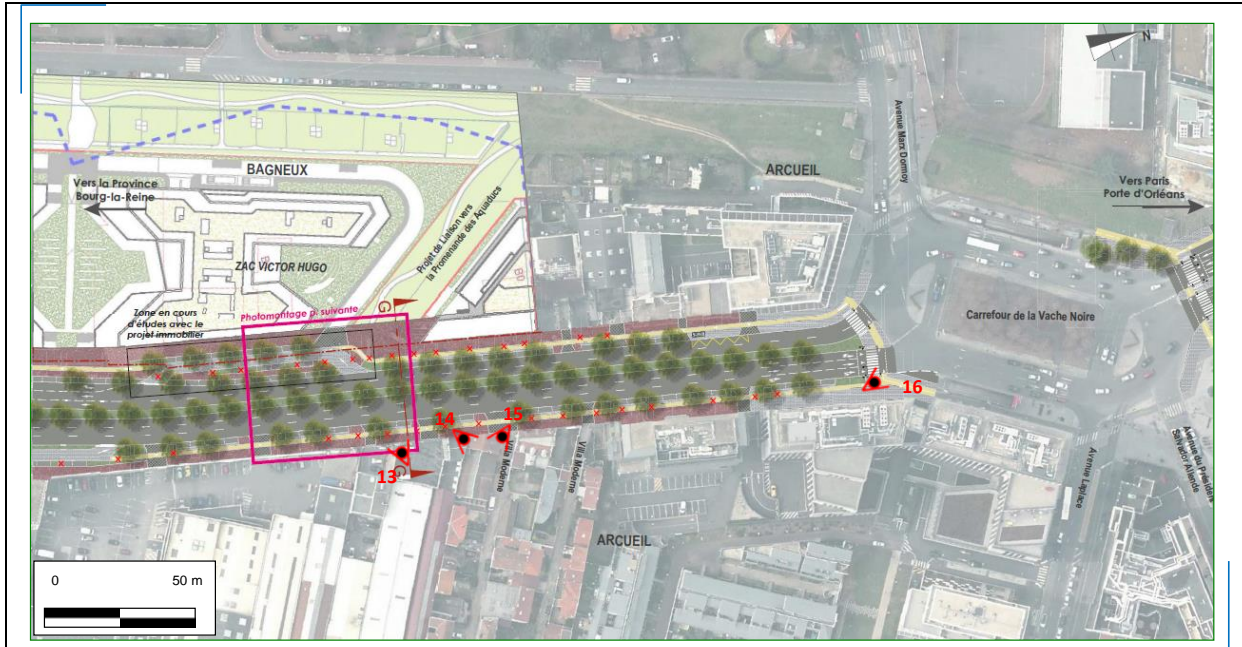 N
Avenue Marx Dormoy
ARCUEIL
BAGNEUX
Vers la Province
Bourg-la-Reine
Vers Paris
Porte d'Orléans
Projet de Liaison vers
la Promenande des Aquaducs
ZAC VICTOR HUGO
Zone en cours
d'études avec le
projet immobilier
Photomontage p. suivante
G
Carrefour de la Vache Noire
16
14
15
13
G
Villa Moderne
Villa Moderne
Avenue Laplace
Avenue du Président
Salvador Allende
ARCUEIL
0 50 m